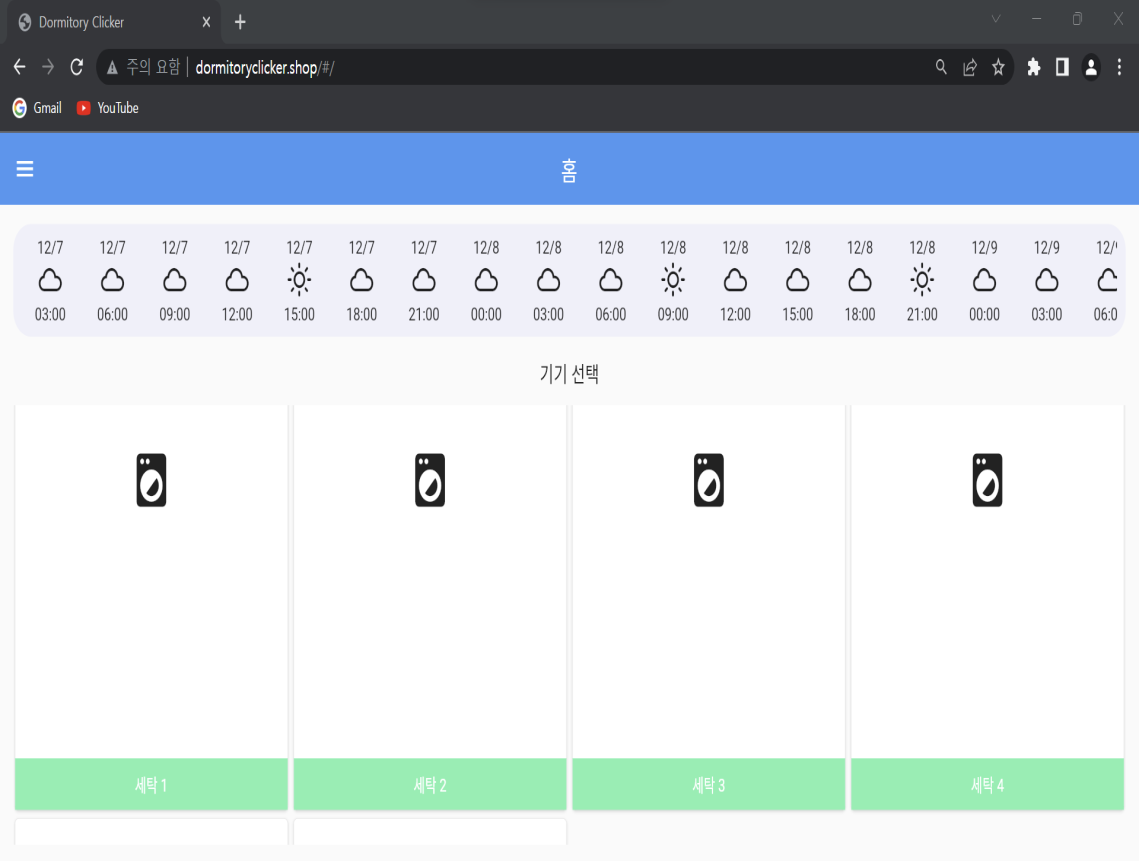 Dormitory Clicker
주의 요함 dormitoryclicker.shop/#/
Gmail YouTube
홈
12/7 12/7 12/7 12/7 12/7 12/7 12/7 12/8 12/8 12/8 12/8 12/8 12/8 12/8 12/8 12/9 12/9
03:00 06:00 09:00 12:00 15:00 18:00 21:00 00:00 03:00 06:00 09:00 12:00 15:00 18:00 21:00 00:00 03:00
기기 선택
세탁 1 세탁 2 세탁 3 세탁 4